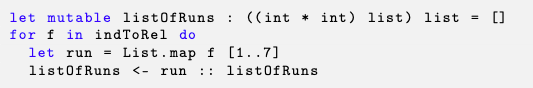 let mutable listOfRuns : ((int * int) list) list = []
for f in indToRel do
  let run = List.map f [1..7]
  listOfRuns <- run :: listOfRuns